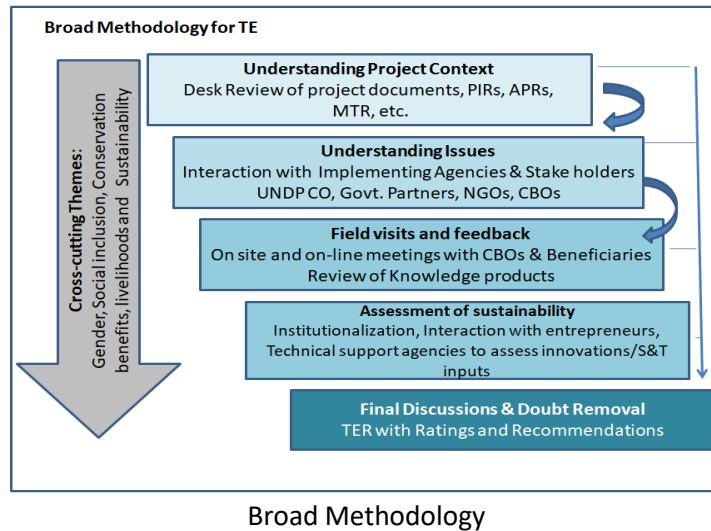 Broad Methodology for TE
Understanding Project Context
Desk Review of project documents, PIRs, APRs,
MTR, etc.
Understanding Issues
Interaction with Implementing Agencies & Stake holders
UNDP CO, Govt. Partners, NGOs, CBOs
Field visits and feedback
On site and on-line meetings with CBOs & Beneficiaries
Review of Knowledge products
Assessment of sustainability
Institutionalization, Interaction with entrepreneurs,
Technical support agencies to assess innovations/S&T
inputs
Final Discussions & Doubt Removal
TER with Ratings and Recommendations
Cross-cutting Themes:
Gender, Social inclusion, Conservation
benefits, livelihoods and Sustainability
Broad Methodology